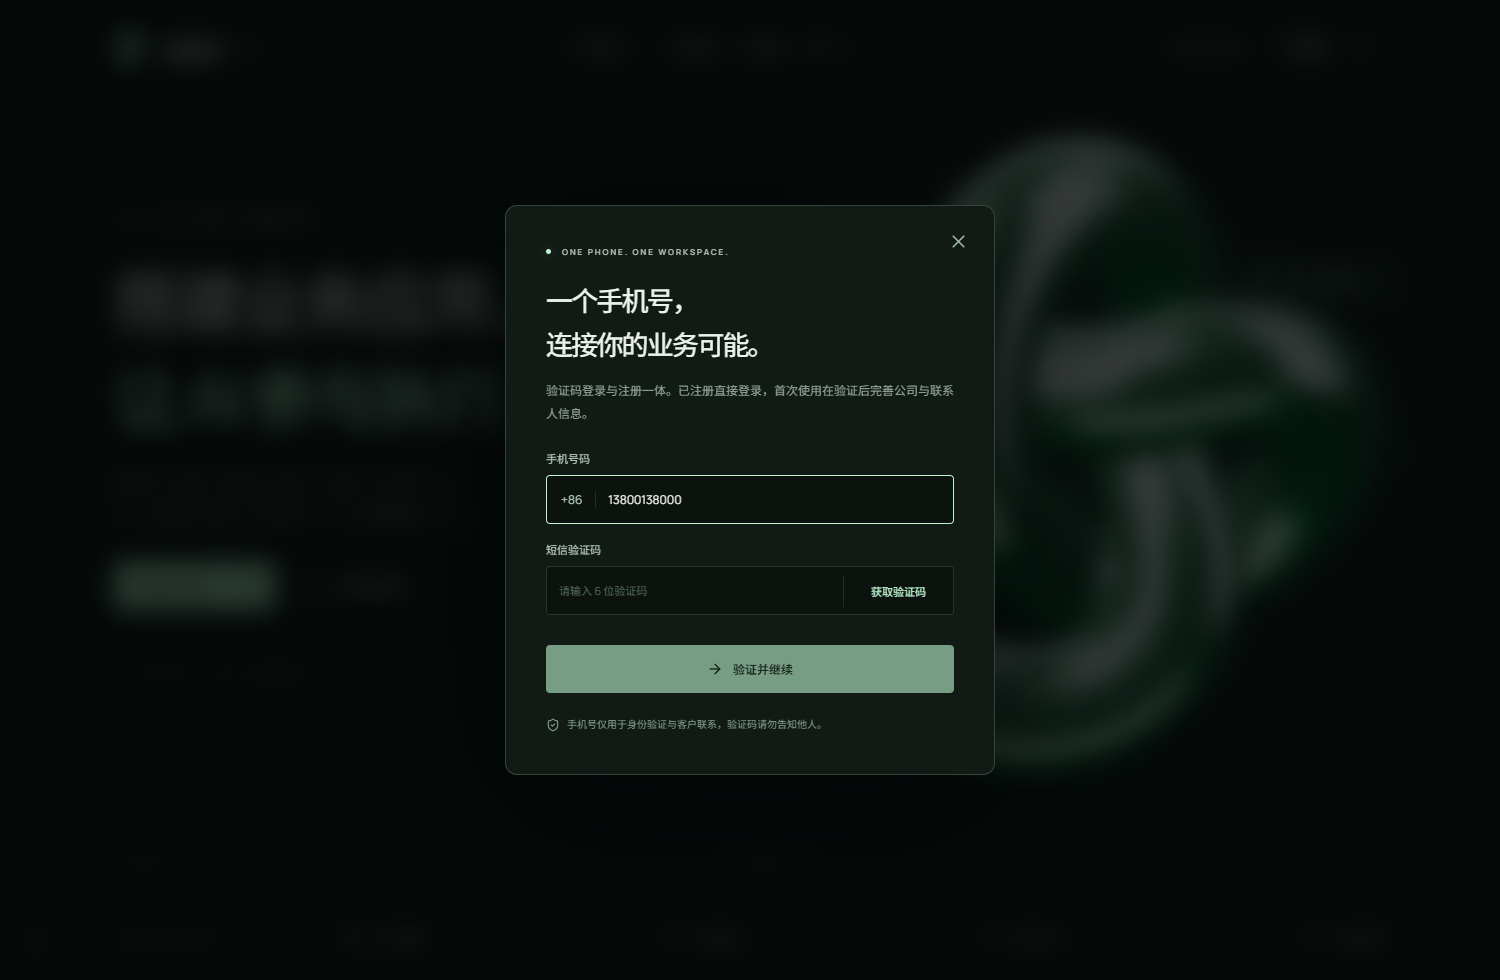 ONE PHONE. ONE WORKSPACE.
一个手机号，
连接你的业务可能。
验证码登录与注册一体。已注册直接登录，首次使用在验证后完善公司与联系
人信息。
手机号码
+86 13800138000
短信验证码
请输入 6 位验证码 获取验证码
验证并继续
手机号仅用于身份验证与客户联系，验证码请勿告知他人。